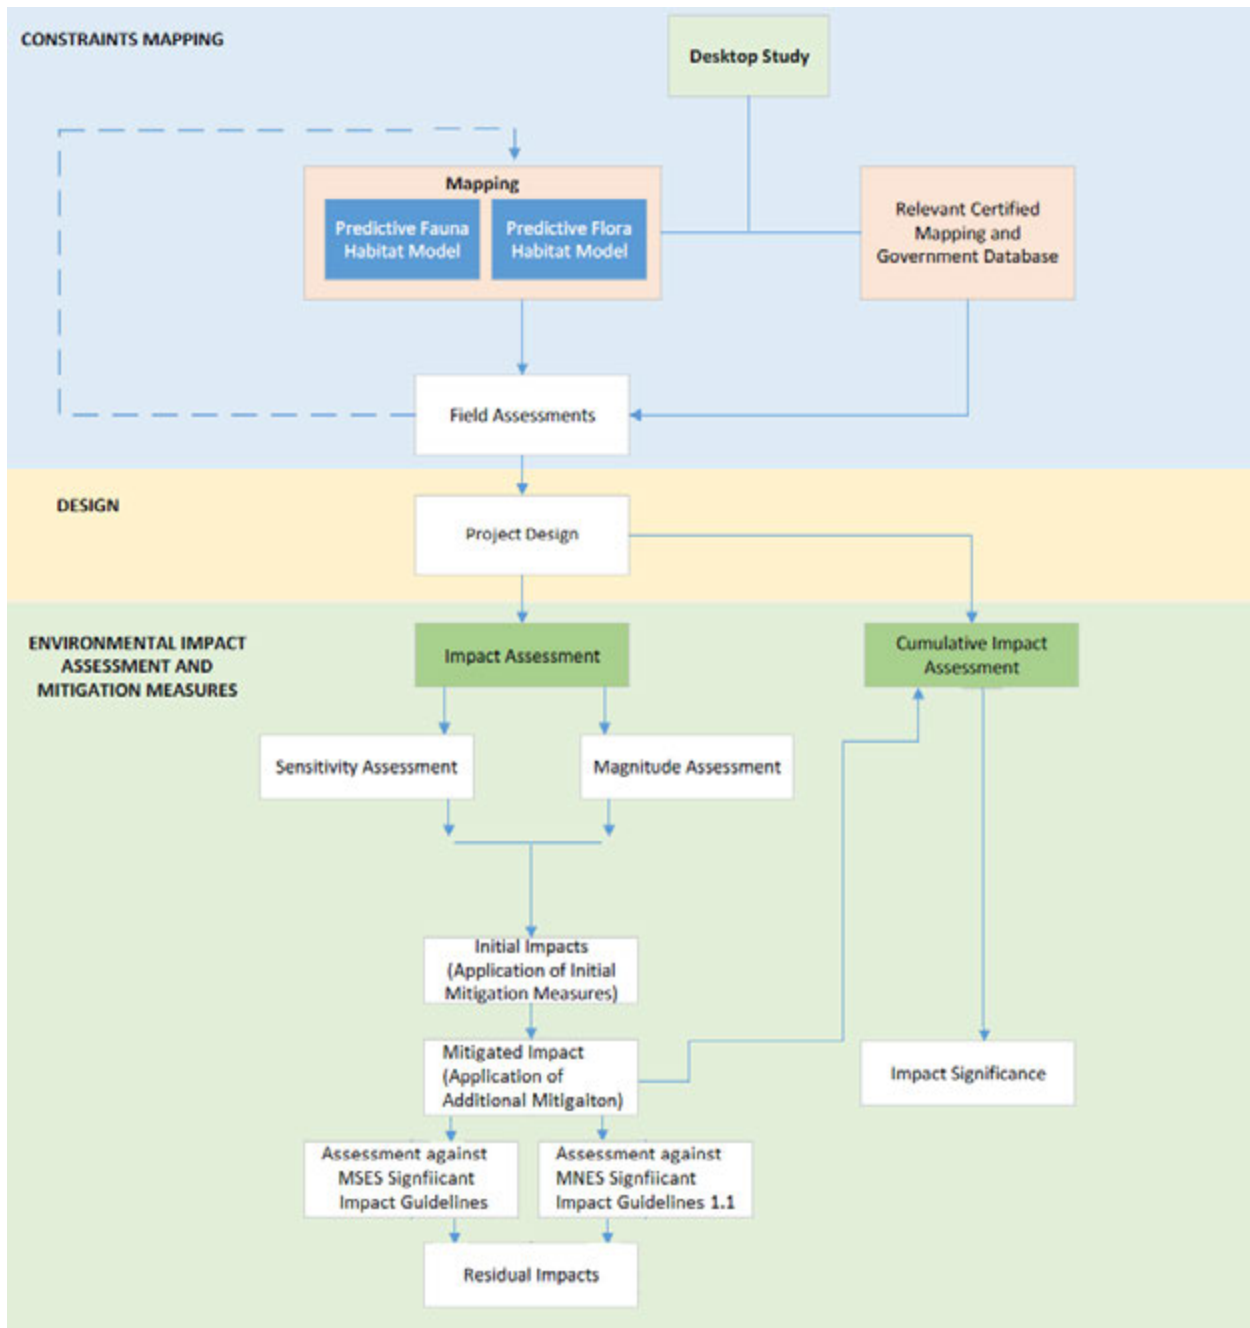 CONSTRAINTS MAPPING
Desktop Study
Mapping
Predictive Fauna
Habitat Model
Predictive Flora
Habitat Model
Relevant Certified
Mapping and
Government Database
Field Assessments
DESIGN
Project Design
ENVIRONMENTAL IMPACT
ASSESSMENT AND
MITIGATION MEASURES
Impact Assessment
Cumulative Impact
Assessment
Sensitivity Assessment
Magnitude Assessment
Initial Impacts
(Application of Initial
Mitigation Measures)
Mitigated Impact
(Application of
Additional Mitigaiton)
Impact Significance
Assessment against
MSES Signfiicant
Impact Guidelines
Assessment against
MNES Signfiicant
Impact Guidelines 1.1
Residual Impacts